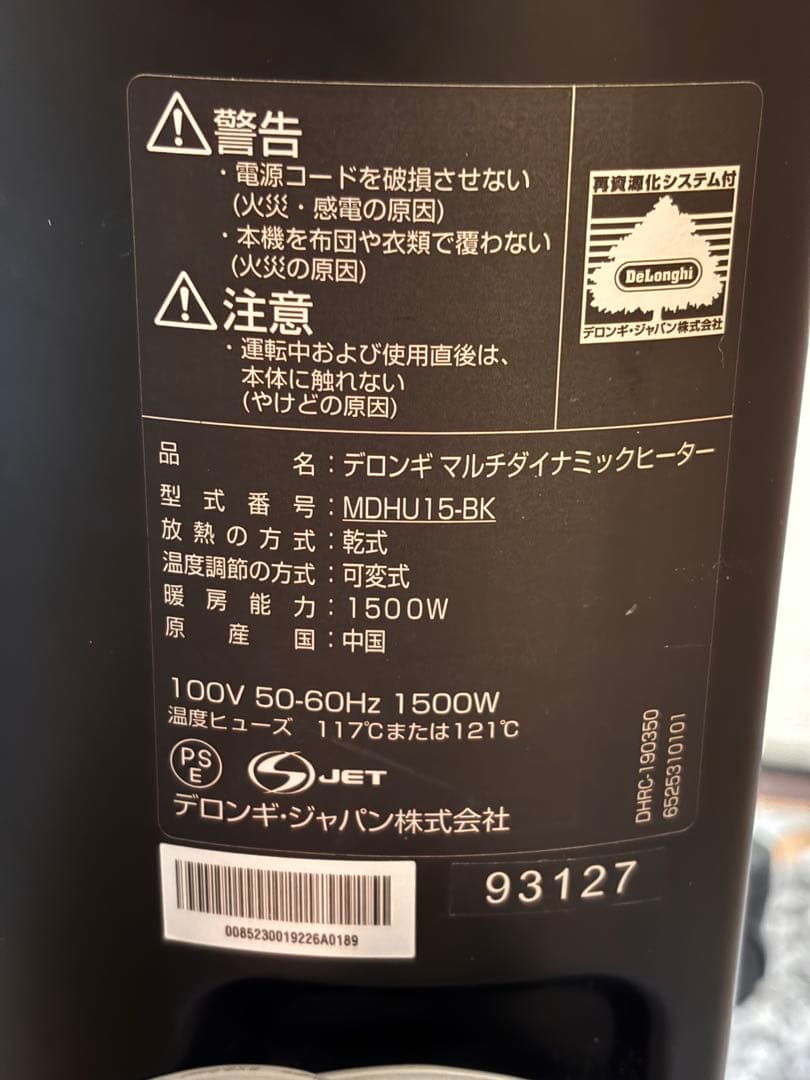 警告
・電源コードを破損させない
(火災・感電の原因)
・本機を布団や衣類で覆わない
(火災の原因)
注意
・運転中および使用直後は、
本体に触れない
(やけどの原因)
再資源化システム付
DeLonghi
デロンギ・ジャパン株式会社
品名：デロンギ マルチダイナミックヒーター
型式番号：MDHU15-BK
放熱の方式：乾式
温度調節の方式：可変式
暖房能力：1500W
原産国：中国
100V 50-60Hz 1500W
温度ヒューズ 117℃または121℃
PS
E
S JET
デロンギ・ジャパン株式会社
DHRC-190350
6525310101
0085230019226A0189
93127